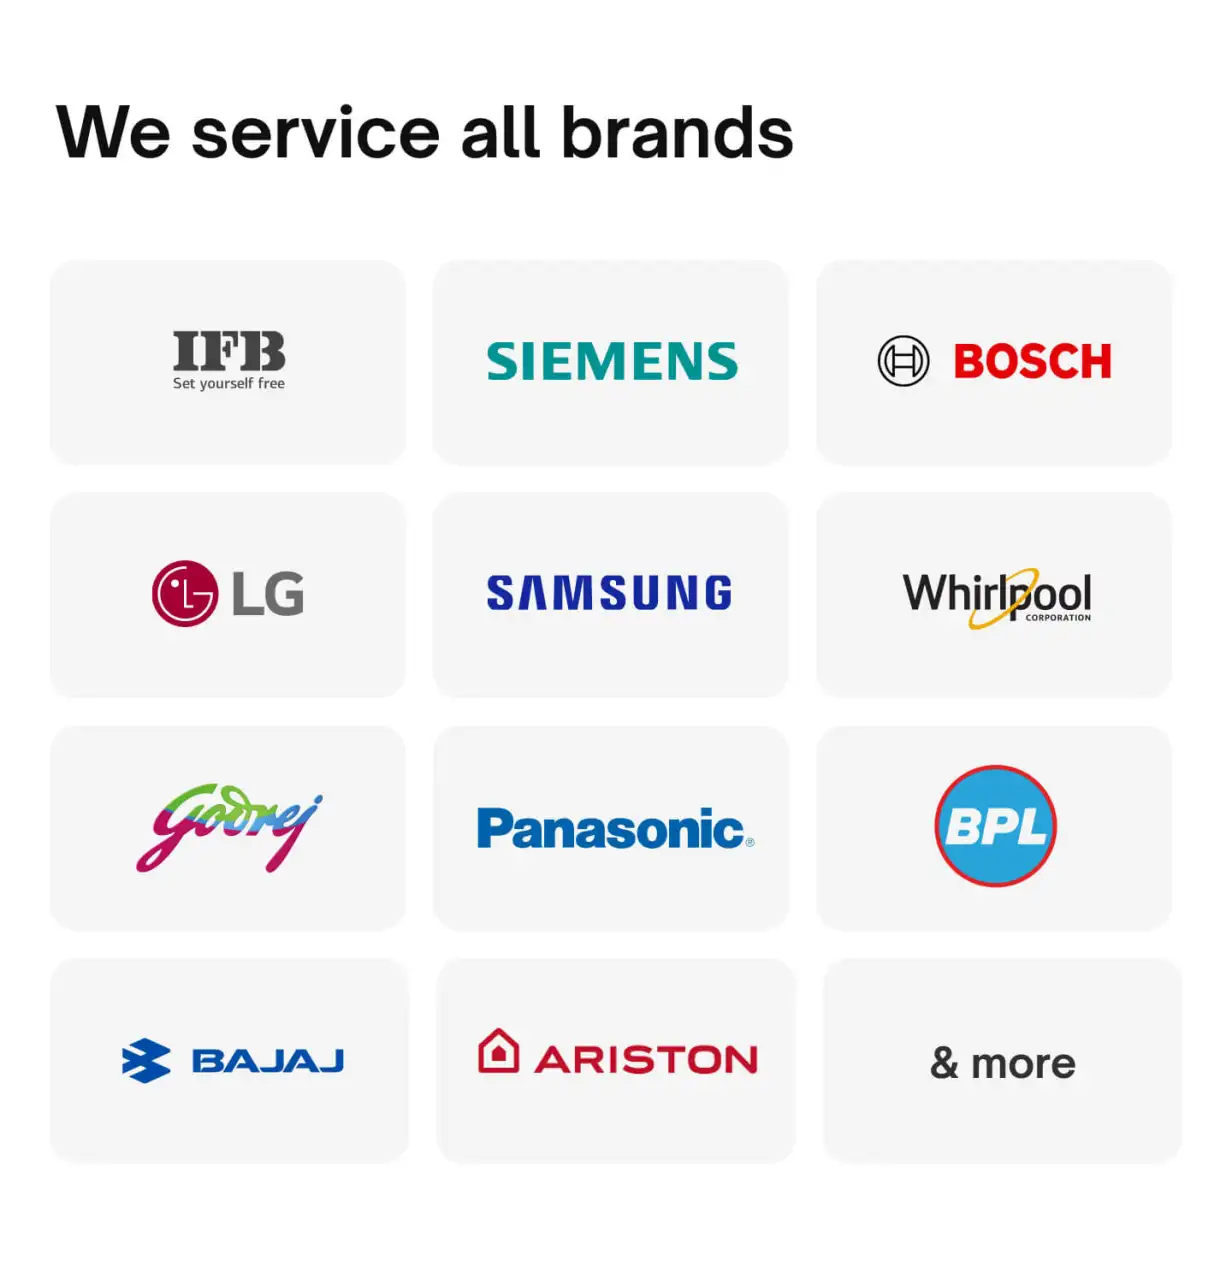 We service all brands
IFB
Set yourself free
SIEMENS
BOSCH
LG
SAMSUNG
Whirlpool
CORPORATION
Godrej
Panasonic®
BPL
BAJAJ
ARISTON
& more